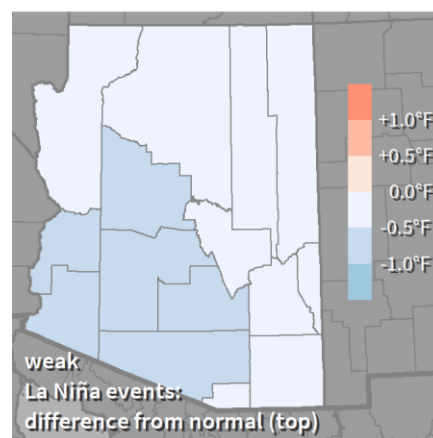 +1.0°F
+0.5°F
0.0°F
-0.5°F
-1.0°F
weak
La Niña events:
difference from normal (top)